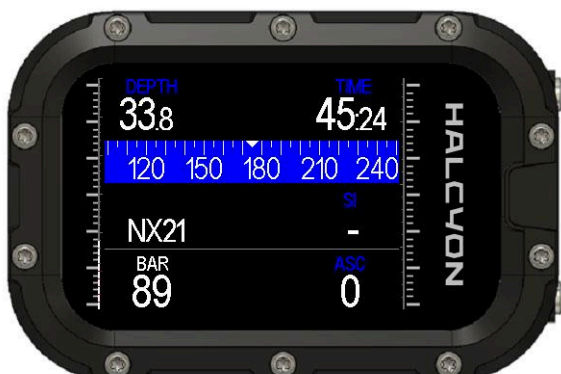 DEPTH TIME
33.8 45:24
120 150 180 210 240
SI
NX21 -
BAR ASC
89 0
HALCYON